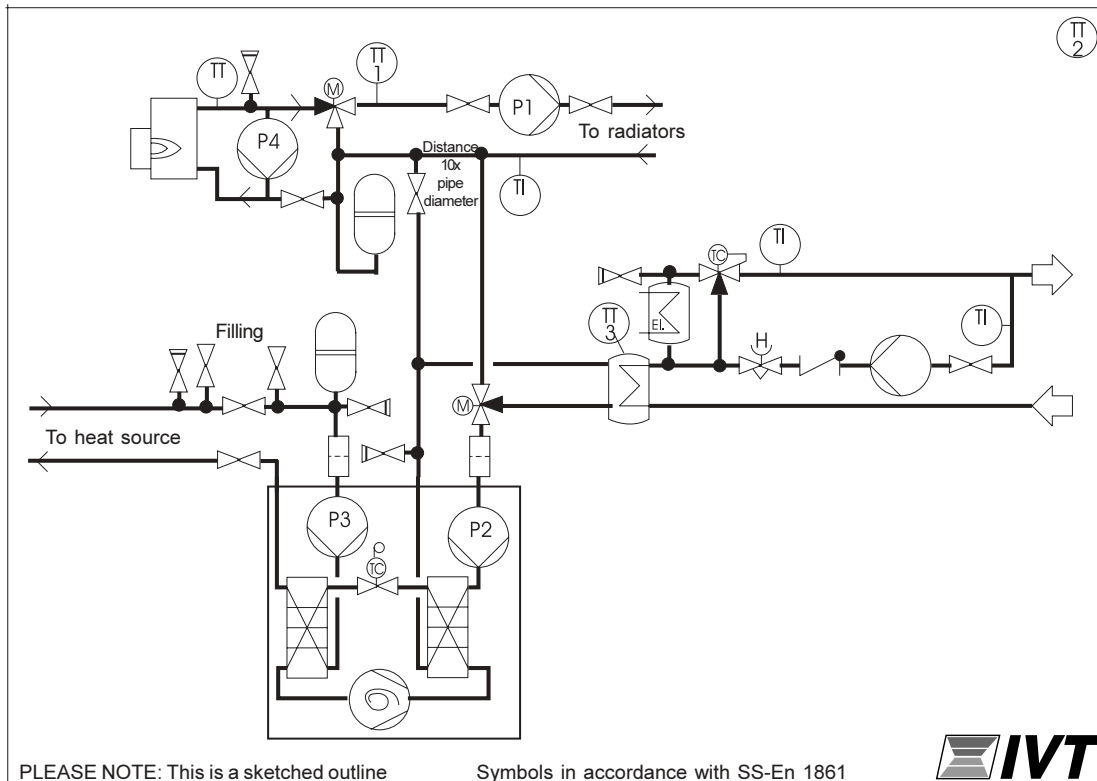 TT
2
TT
TT
1
M
P1
P4
To radiators
Distance
10x
pipe
diameter
TI
TC
TI
El.
TT
3
TI
H
Filling
M
To heat source
P3
P2
TC
PLEASE NOTE: This is a sketched outline
Symbols in accordance with SS-En 1861
IVT